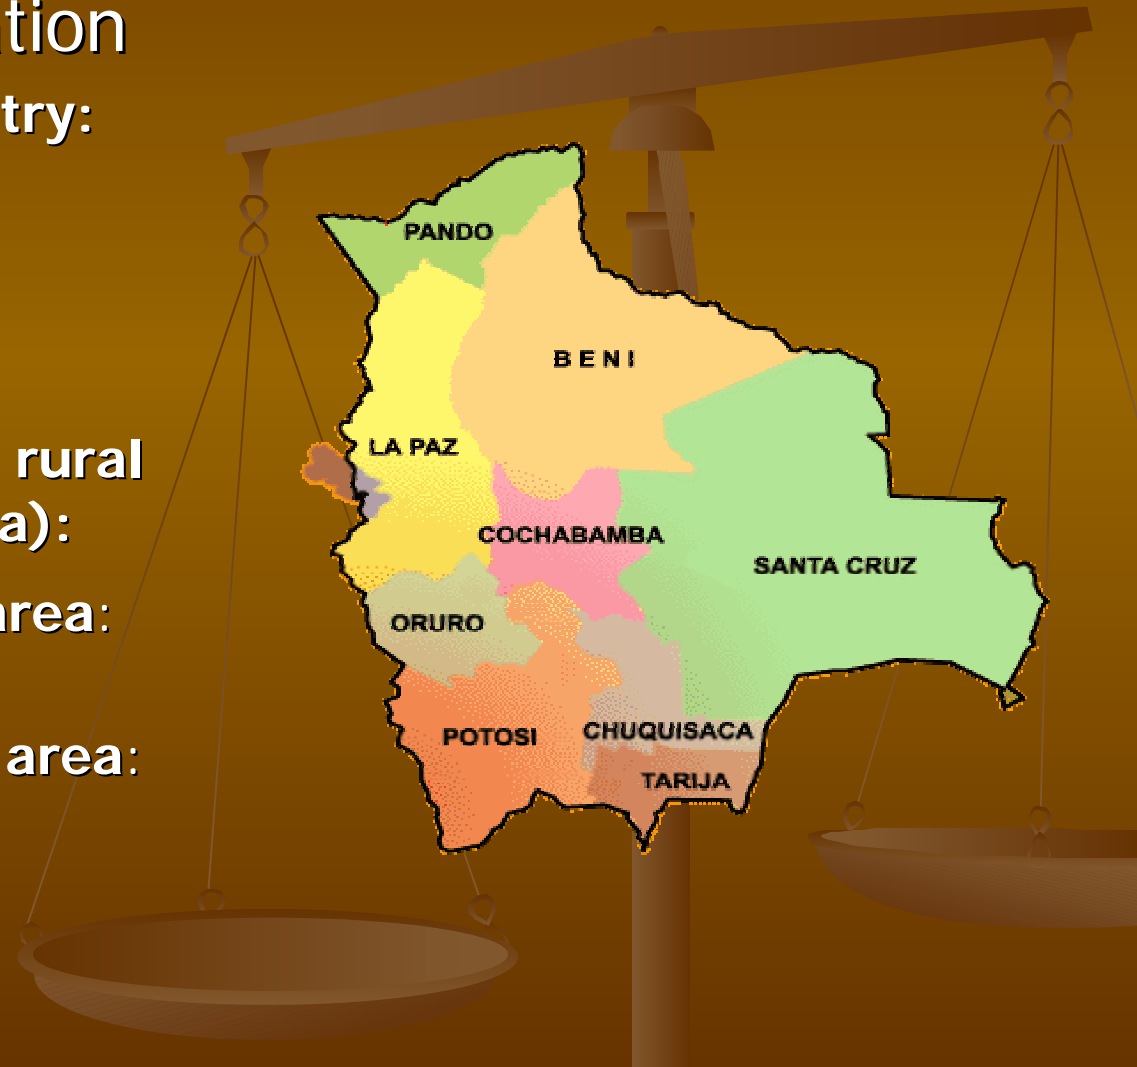 tion
try:
PANDO
BENI
LA PAZ
rural
a):
COCHABAMBA
SANTA CRUZ
area:
ORURO
POTOSI
CHUQUISACA
area:
TARIJA